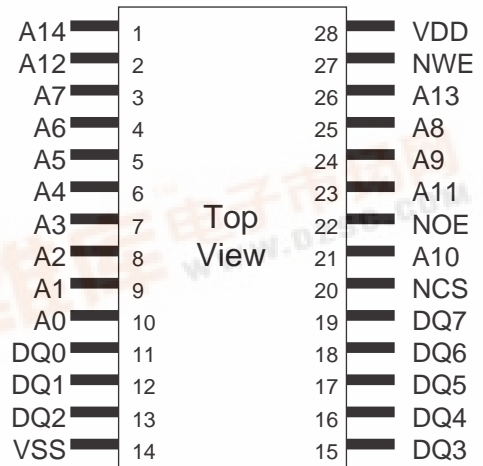 A14 1 28 VDD
A12 2 27 NWE
A7 3 26 A13
A6 4 25 A8
A5 5 24 A9
A4 6 23 A11
A3 7 Top 22 NOE
A2 8 View 21 A10
A1 9 20 NCS
A0 10 19 DQ7
DQ0 11 18 DQ6
DQ1 12 17 DQ5
DQ2 13 16 DQ4
VSS 14 15 DQ3